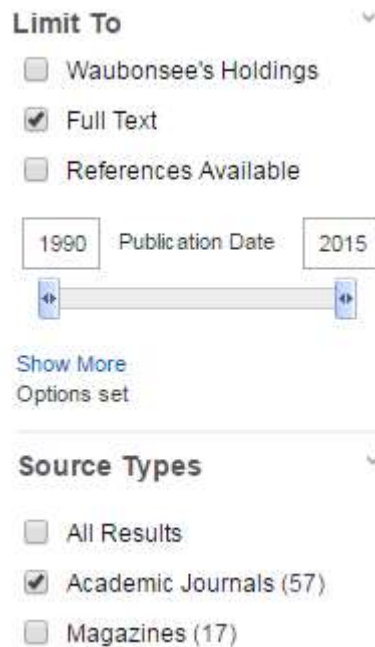 Limit To
Waubonsee's Holdings
Full Text
References Available
1990 Publication Date 2015
Show More
Options set
Source Types
All Results
Academic Journals (57)
Magazines (17)